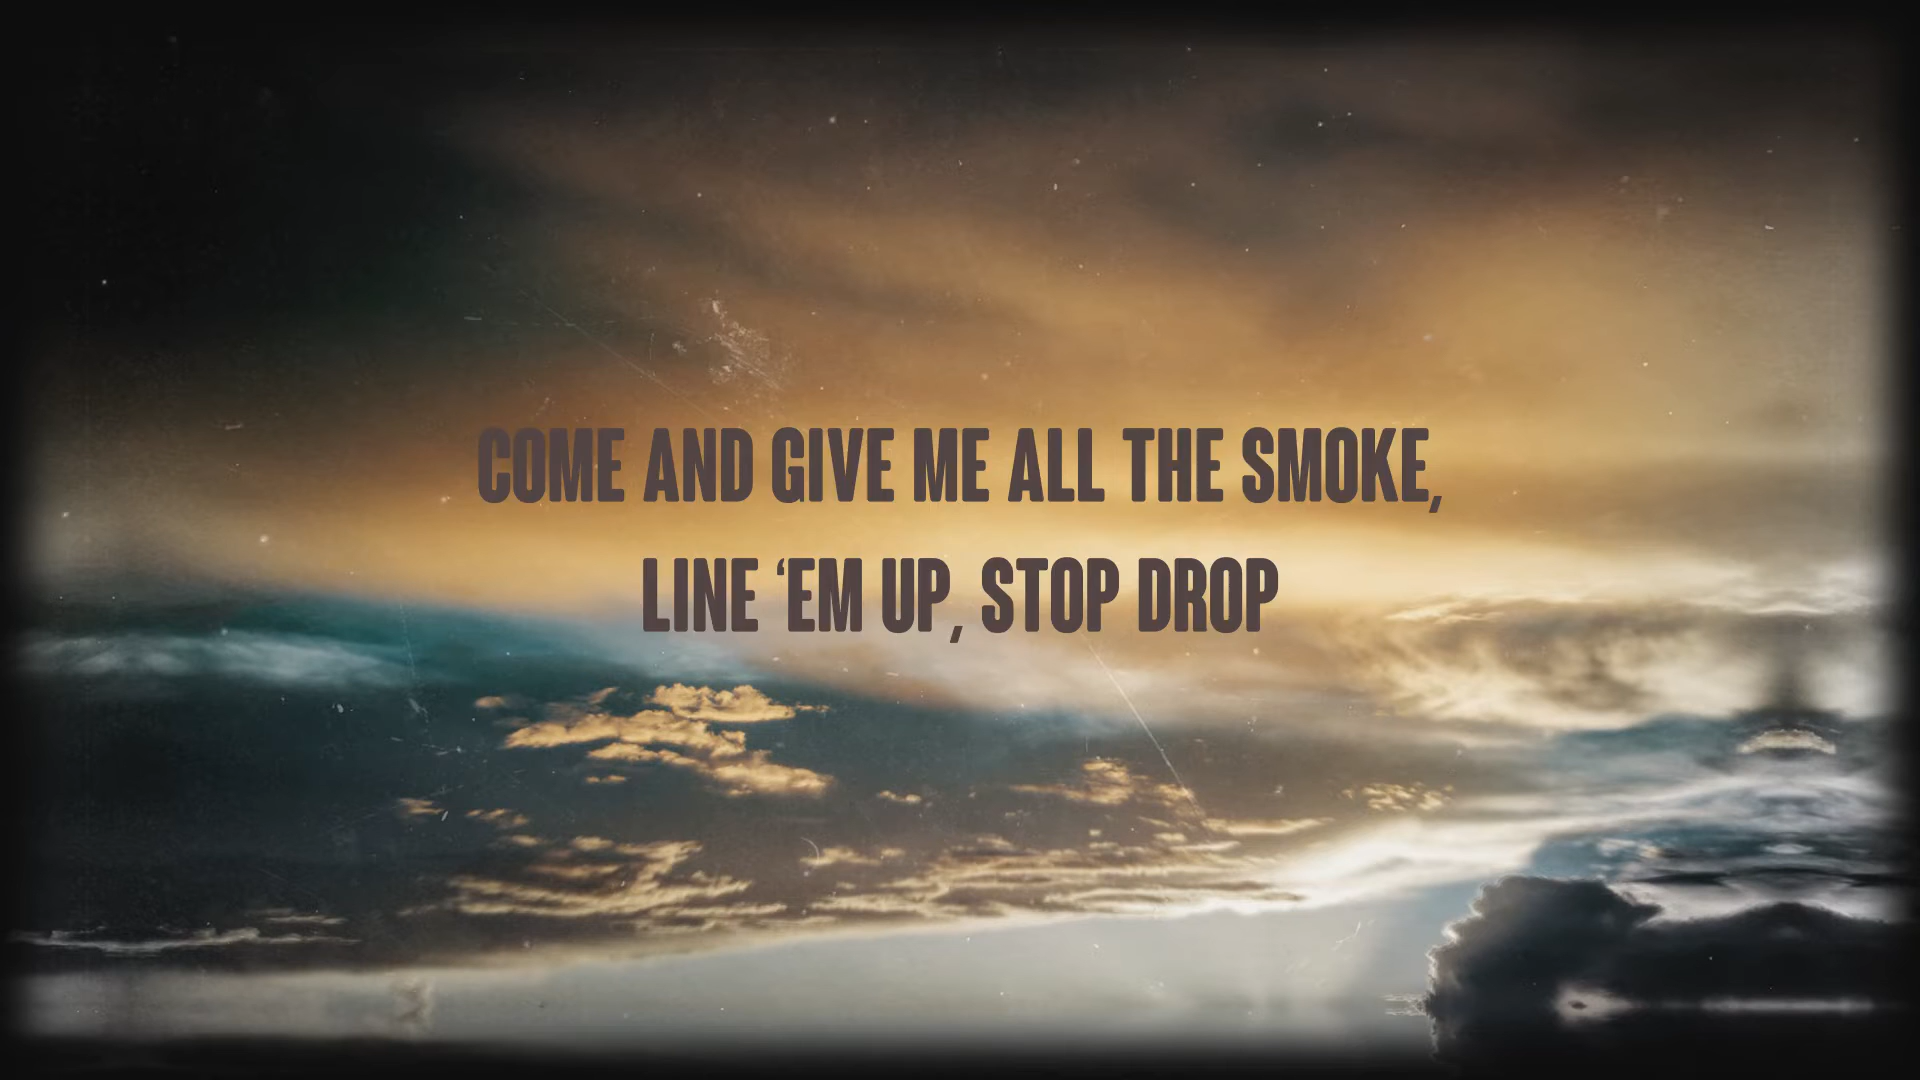 COME AND GIVE ME ALL THE SMOKE,
LINE ‘EM UP, STOP DROP